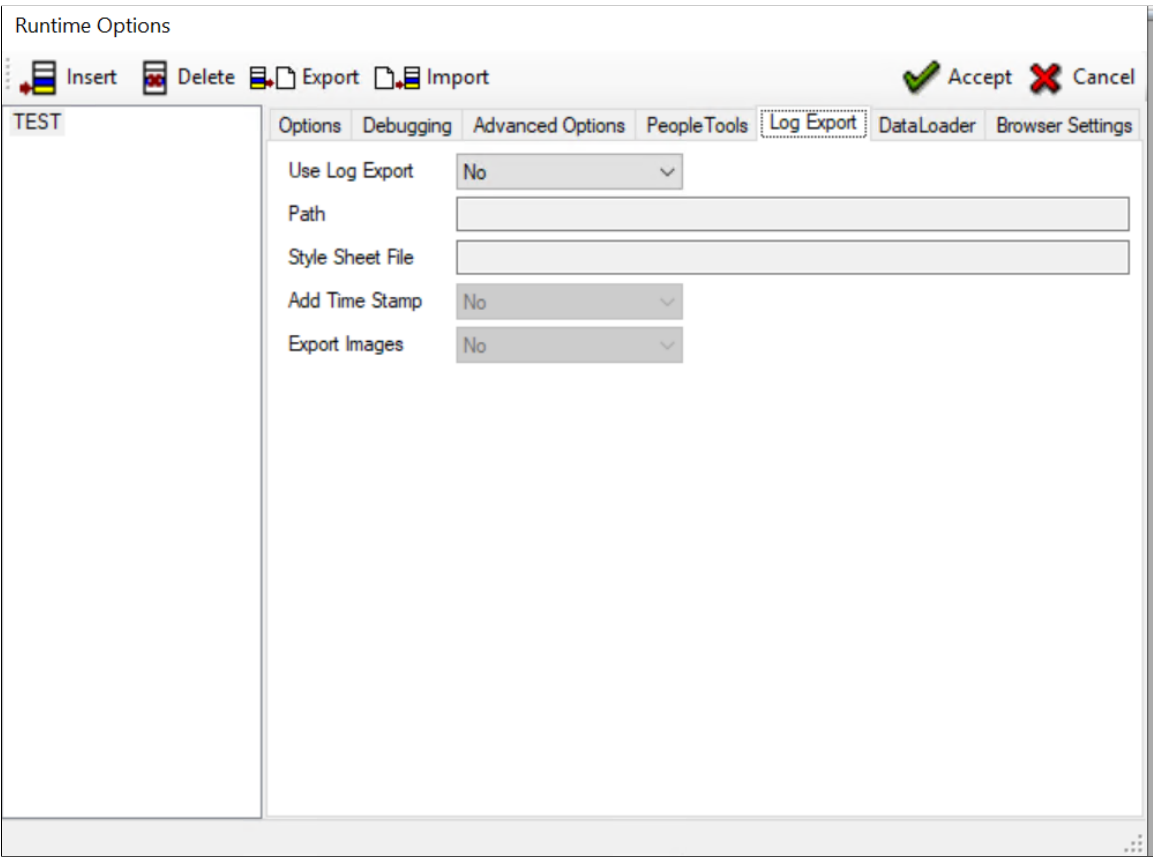 Runtime Options
Insert Delete Export Import Accept Cancel
TEST
Options Debugging Advanced Options PeopleTools Log Export DataLoader Browser Settings
Use Log Export No
Path
Style Sheet File
Add Time Stamp No
Export Images No